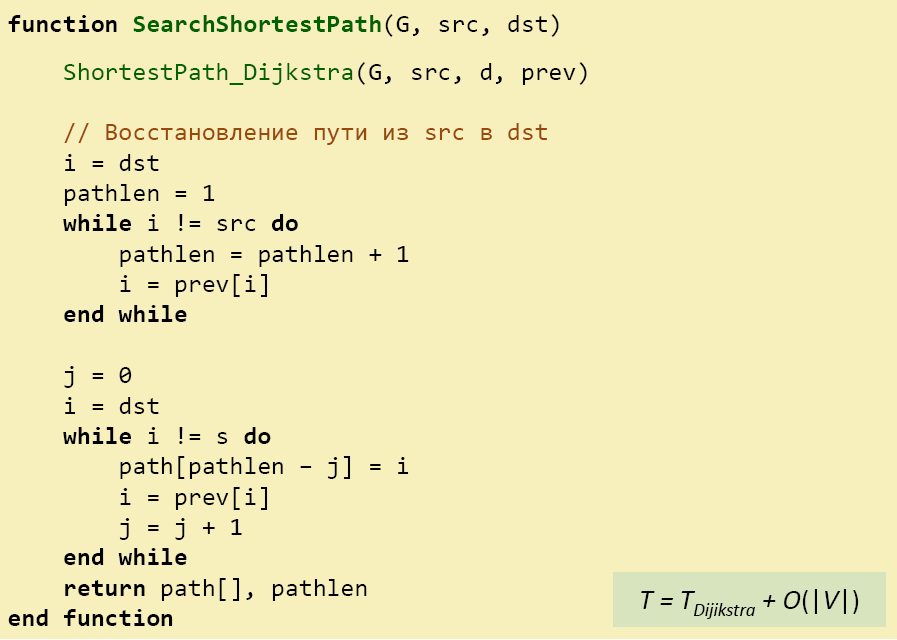 function SearchShortestPath(G, src, dst)
ShortestPath_Dijkstra(G, src, d, prev)
// Восстановление пути из src в dst
i = dst
pathlen = 1
while i != src do
pathlen = pathlen + 1
i = prev[i]
end while
j = 0
i = dst
while i != s do
path[pathlen – j] = i
i = prev[i]
j = j + 1
end while
return path[], pathlen
end function
T = T_Dijikstra + O(|V|)